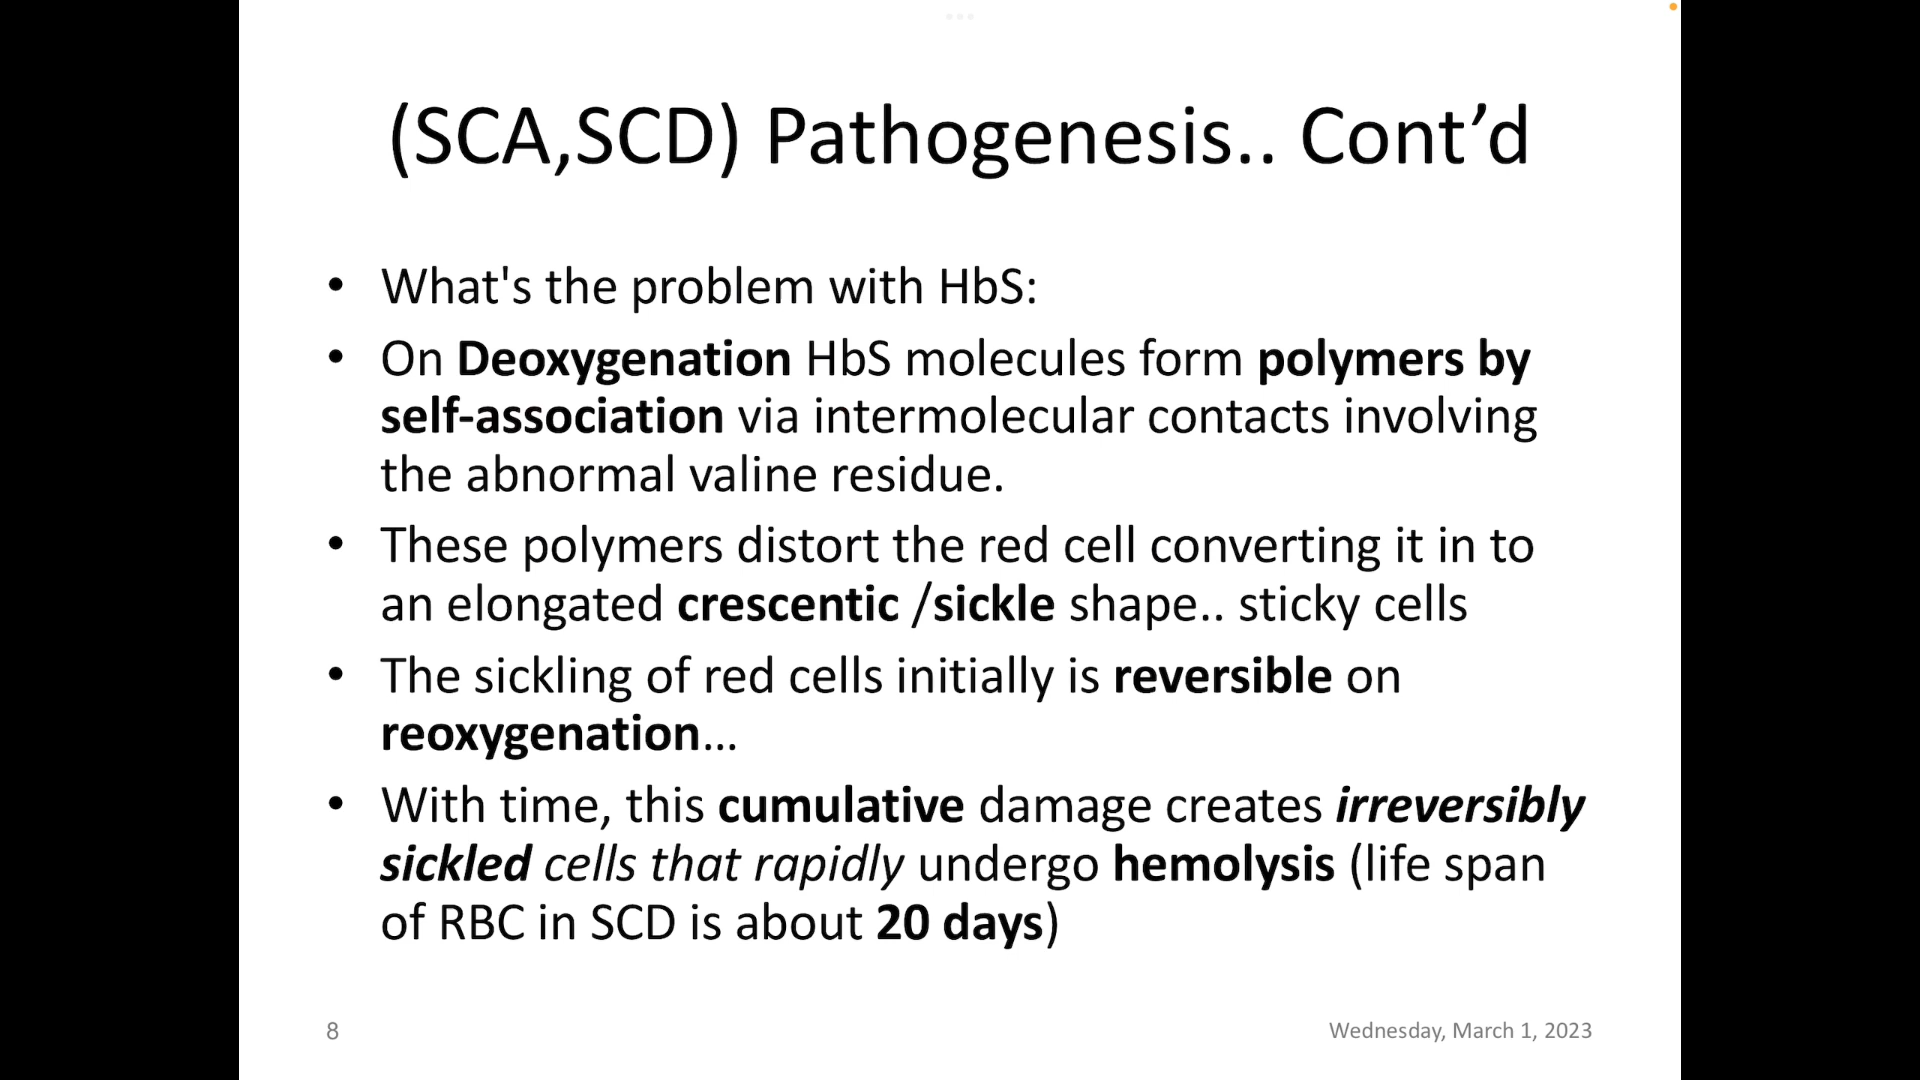 (SCA,SCD) Pathogenesis.. Cont’d
• What's the problem with HbS:
• On Deoxygenation HbS molecules form polymers by
self-association via intermolecular contacts involving
the abnormal valine residue.
• These polymers distort the red cell converting it in to
an elongated crescentic /sickle shape.. sticky cells
• The sickling of red cells initially is reversible on
reoxygenation…
• With time, this cumulative damage creates irreversibly
sickled cells that rapidly undergo hemolysis (life span
of RBC in SCD is about 20 days)
8
Wednesday, March 1, 2023